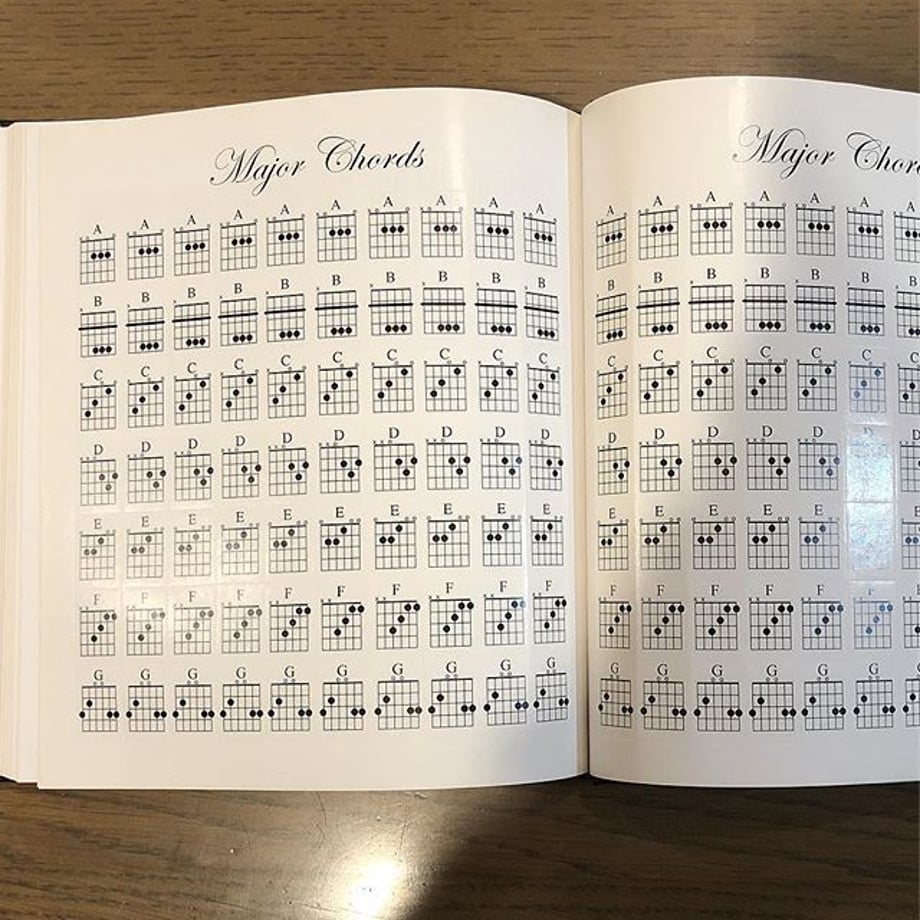 Major Chords
A A A A A A A A A A
B B B B B B B B B B
C C C C C C C C C C
D D D D D D D D D D
E E E E E E E E E E
F F F F F F F F F F
G G G G G G G G G G
Major Chor
A A A A A A A
B B B B B B B
C C C C C C C
D D D D D D
E E E E E E
F F F F F F
G G G G G G